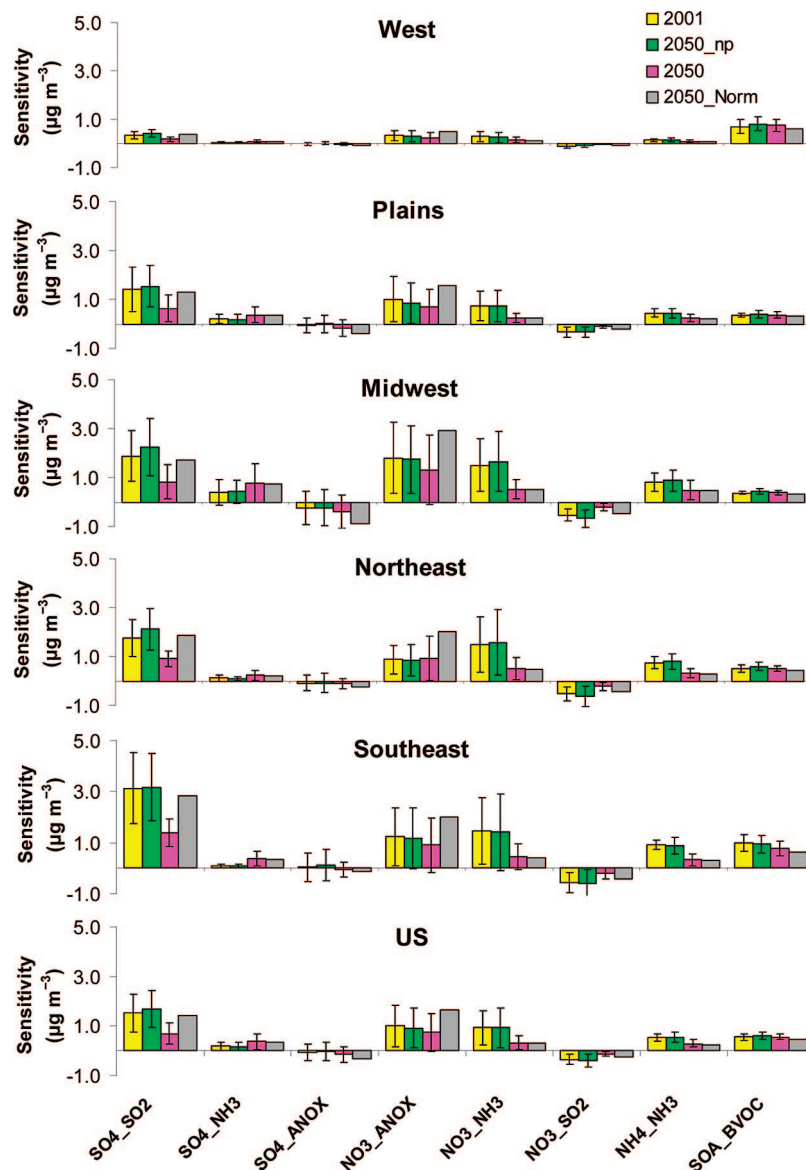 West
2001
2050_np
2050
2050_Norm
Sensitivity
(µg m⁻³)
5.0
3.0
1.0
-1.0
Plains
Sensitivity
(µg m⁻³)
5.0
3.0
1.0
-1.0
Midwest
Sensitivity
(µg m⁻³)
5.0
3.0
1.0
-1.0
Northeast
Sensitivity
(µg m⁻³)
5.0
3.0
1.0
-1.0
Southeast
Sensitivity
(µg m⁻³)
5.0
3.0
1.0
-1.0
US
Sensitivity
(µg m⁻³)
5.0
3.0
1.0
-1.0
SO4_SO2
SO4_NH3
SO4_ANOX
NO3_ANOX
NO3_NH3
NO3_SO2
NH4_NH3
SOA_BVOC